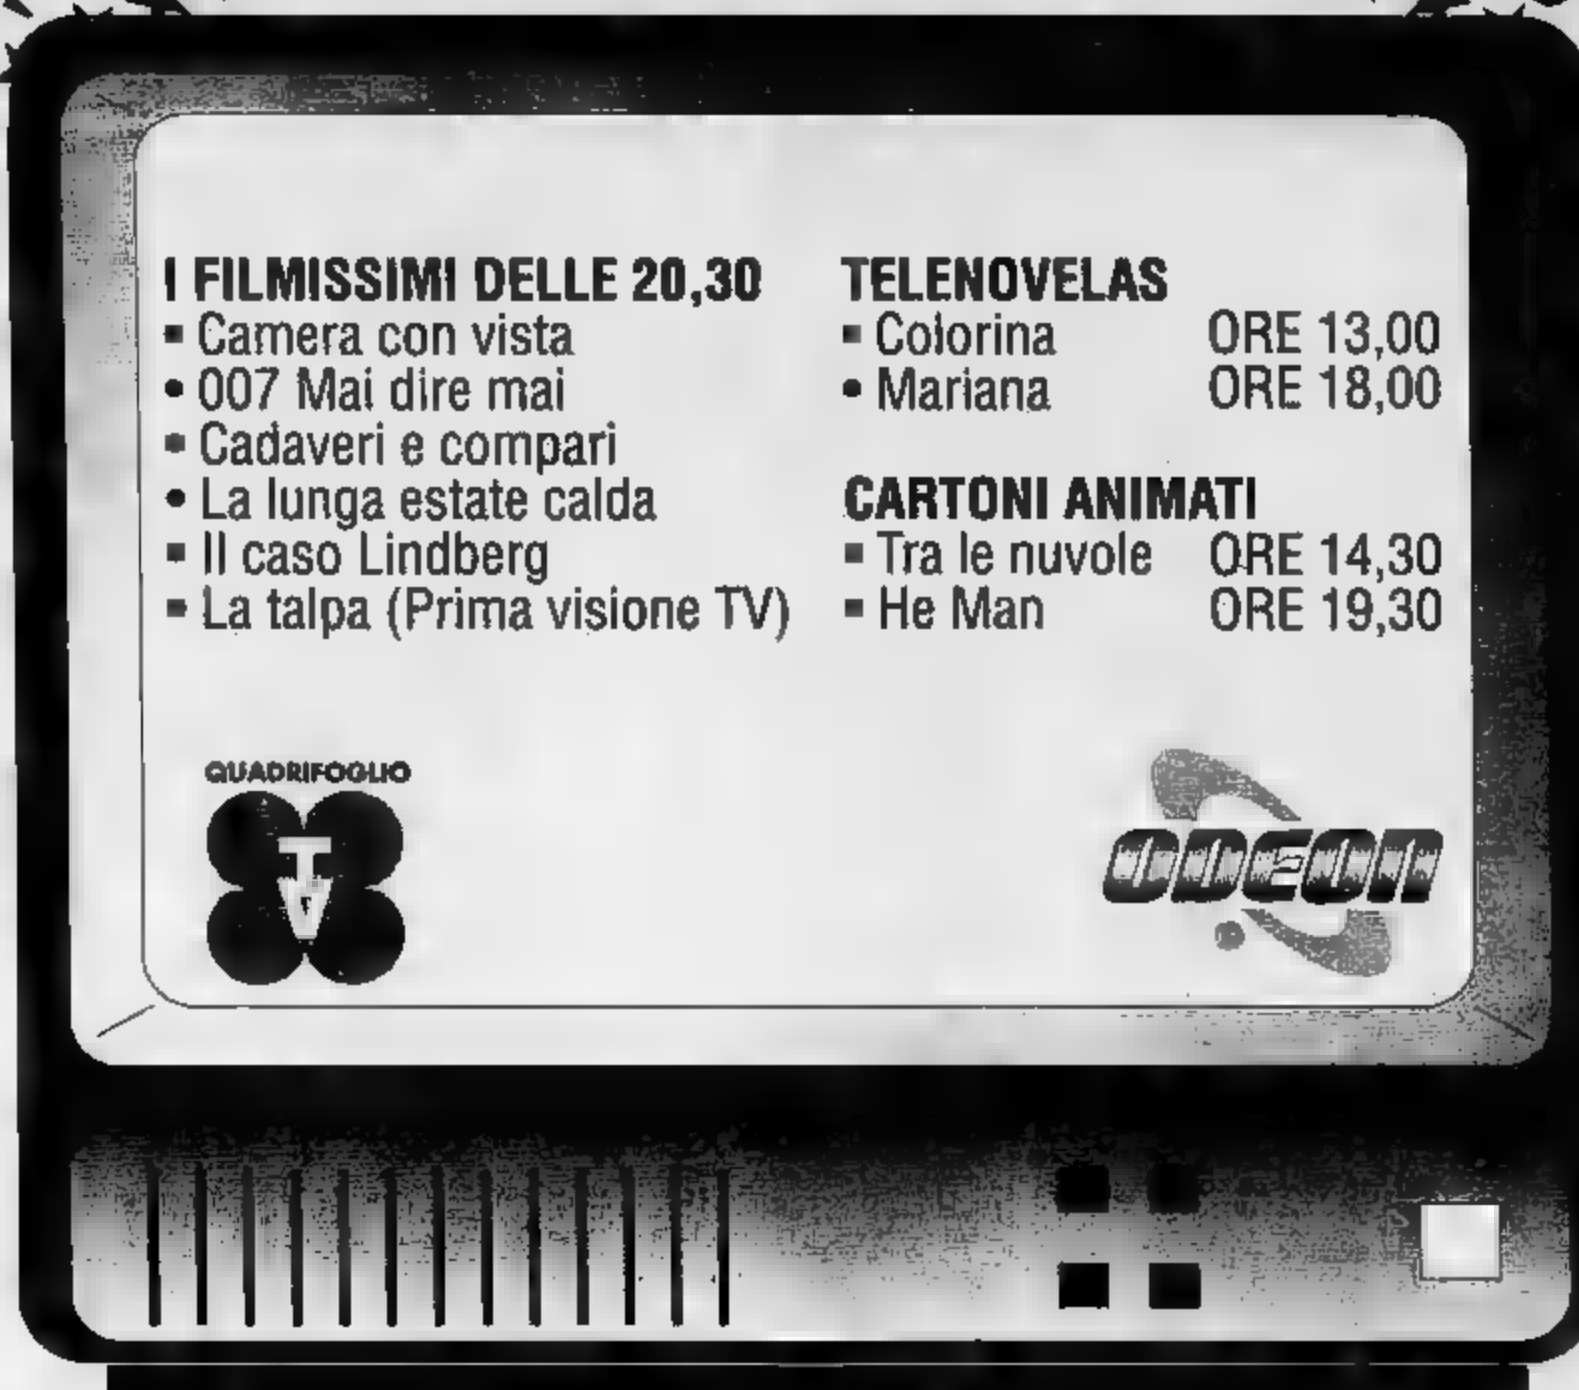 I FILMISSIMI DELLE 20,30
▪ Camera con vista
• 007 Mai dire mai
▪ Cadaveri e compari
• La lunga estate calda
▪ Il caso Lindberg
▪ La talpa (Prima visione TV)
TELENOVELAS
▪ Colorina ORE 13,00
• Mariana ORE 18,00
CARTONI ANIMATI
▪ Tra le nuvole ORE 14,30
▪ He Man ORE 19,30
QUADRIFOGLIO
TV
ODEON